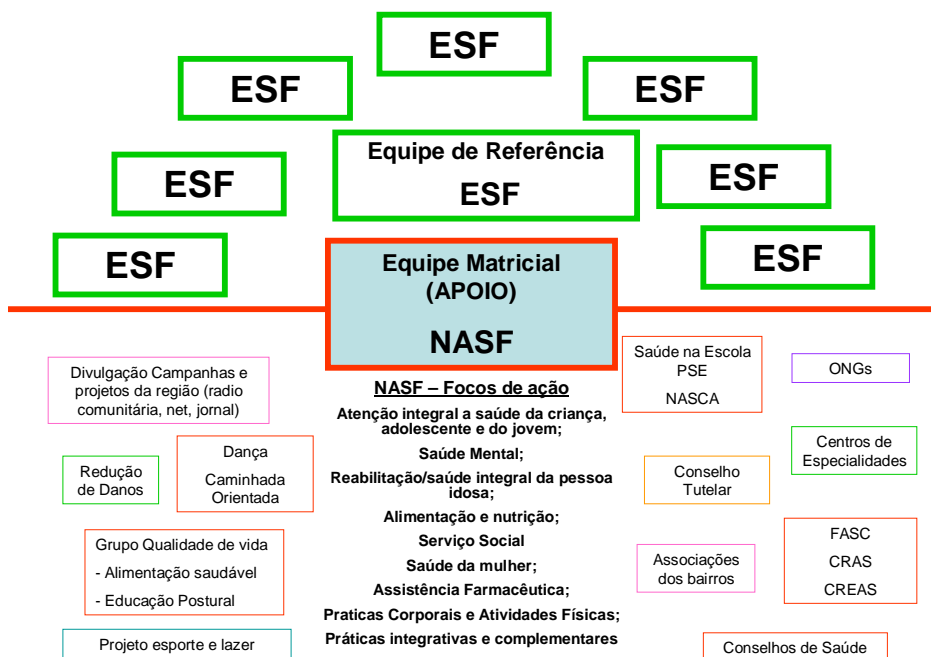 ESF
ESF
ESF
Equipe de Referência
ESF
ESF
ESF
ESF
ESF
Equipe Matricial
(APOIO)
NASF
Divulgação Campanhas e
projetos da região (radio
comunitária, net, jornal)
Redução
de Danos
Dança
Caminhada
Orientada
Grupo Qualidade de vida
- Alimentação saudável
- Educação Postural
Projeto esporte e lazer
NASF – Focos de ação
Atenção integral a saúde da criança,
adolescente e do jovem;
Saúde Mental;
Reabilitação/saúde integral da pessoa
idosa;
Alimentação e nutrição;
Serviço Social
Saúde da mulher;
Assistência Farmacêutica;
Praticas Corporais e Atividades Físicas;
Práticas integrativas e complementares
Saúde na Escola
PSE
NASCA
ONGs
Centros de
Especialidades
Conselho
Tutelar
Associações
dos bairros
FASC
CRAS
CREAS
Conselhos de Saúde